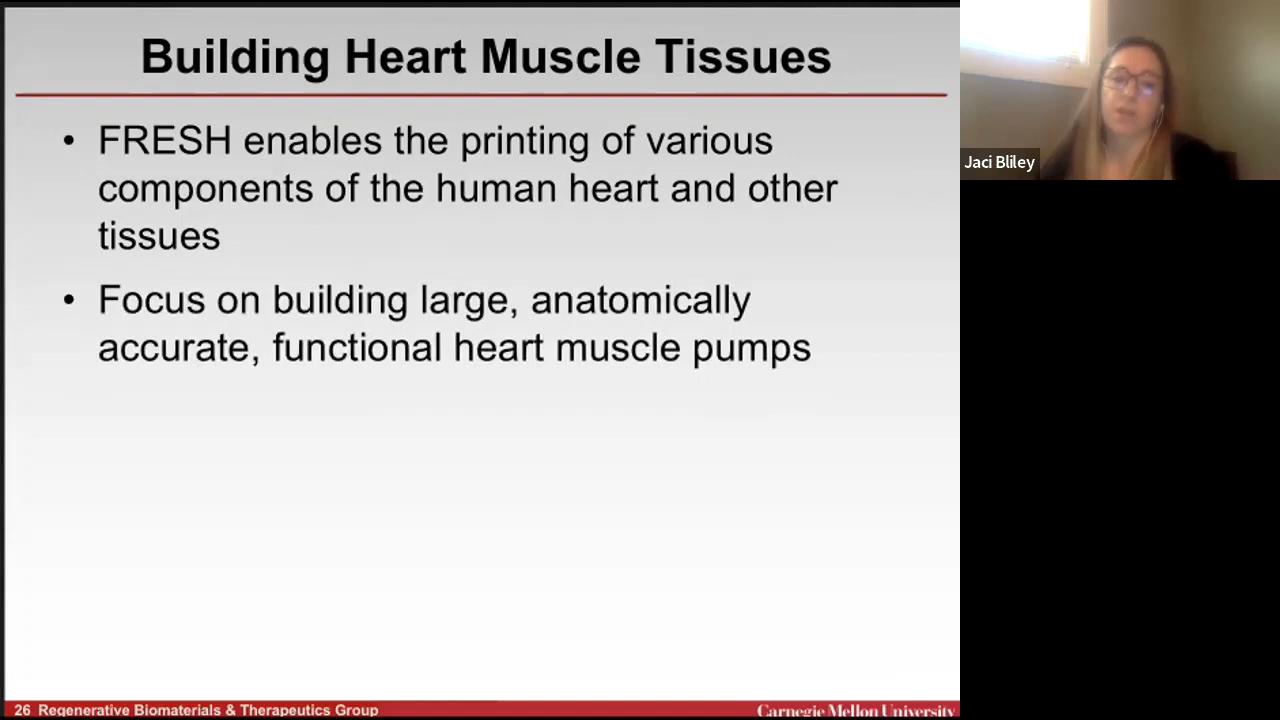 Building Heart Muscle Tissues
• FRESH enables the printing of various
components of the human heart and other
tissues
• Focus on building large, anatomically
accurate, functional heart muscle pumps
26 Regenerative Biomaterials & Therapeutics Group
Carnegie Mellon University
Jaci Bliley